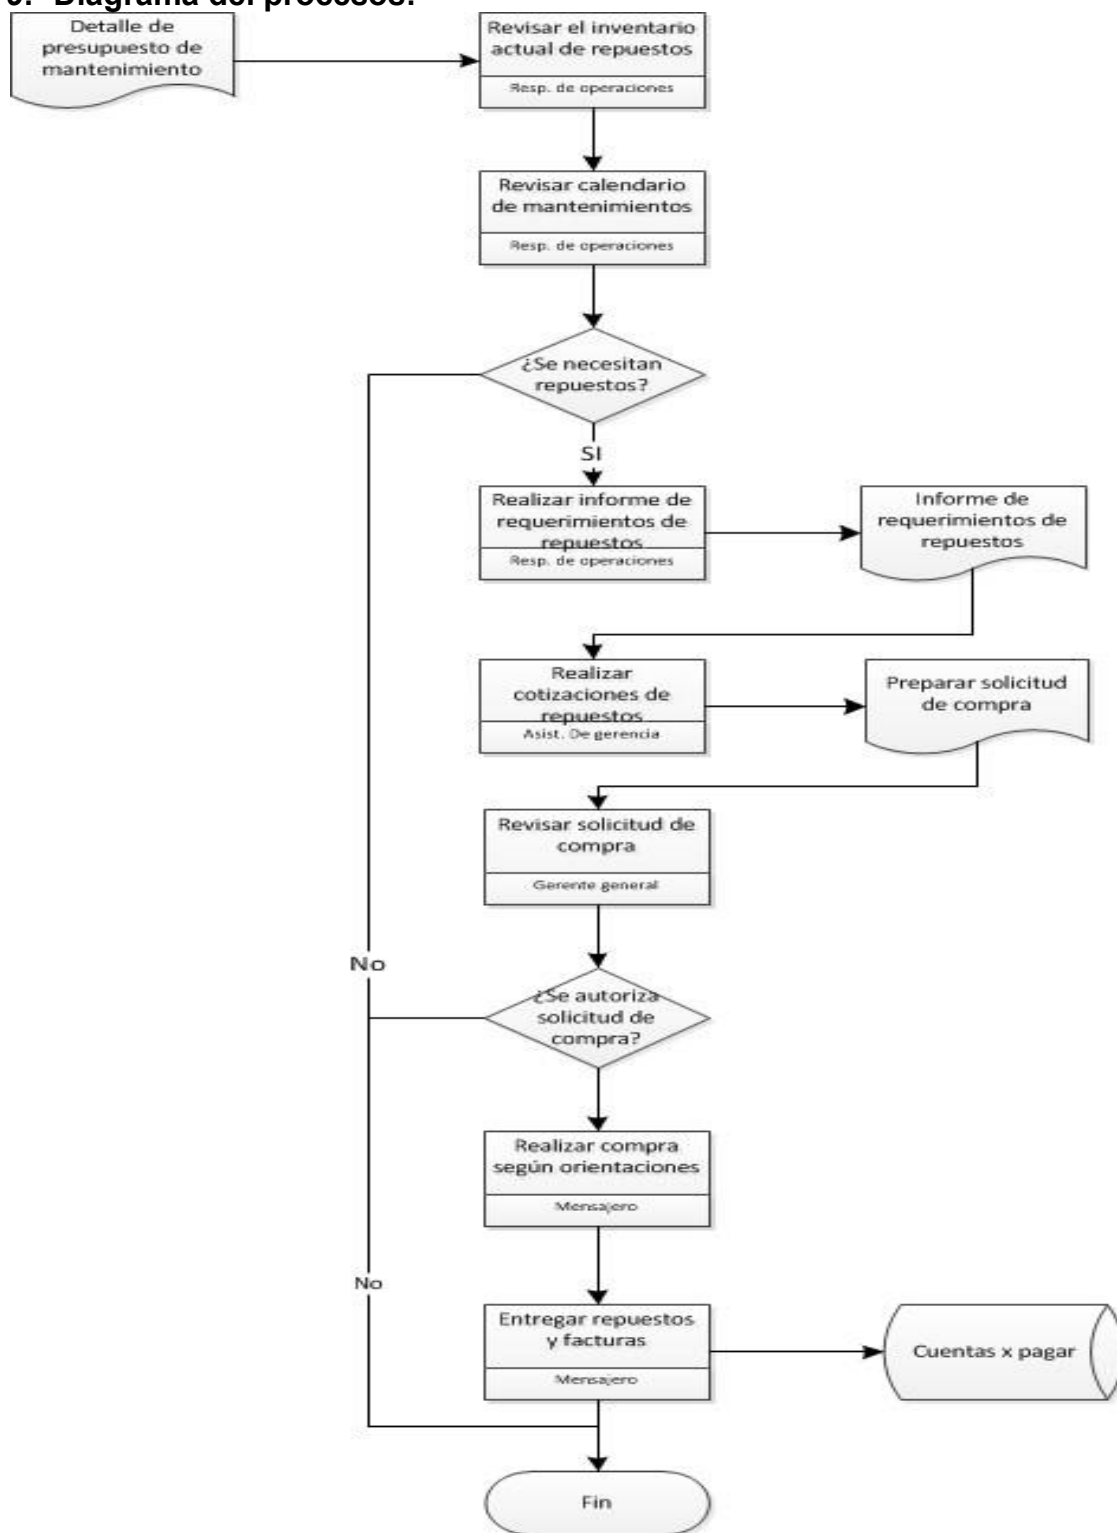 Diagrama del procesos:
Detalle de
presupuesto de
mantenimiento
Revisar el inventario
actual de repuestos
Resp. de operaciones
Revisar calendario
de mantenimientos
Resp. de operaciones
¿Se necesitan
repuestos?
SI
Realizar informe de
requerimientos de
repuestos
Resp. de operaciones
Informe de
requerimientos de
repuestos
Realizar
cotizaciones de
repuestos
Asist. De gerencia
Preparar solicitud
de compra
Revisar solicitud de
compra
Gerente general
No
¿Se autoriza
solicitud de
compra?
Realizar compra
según orientaciones
Mensajero
No
Entregar repuestos
y facturas
Mensajero
Cuentas x pagar
Fin